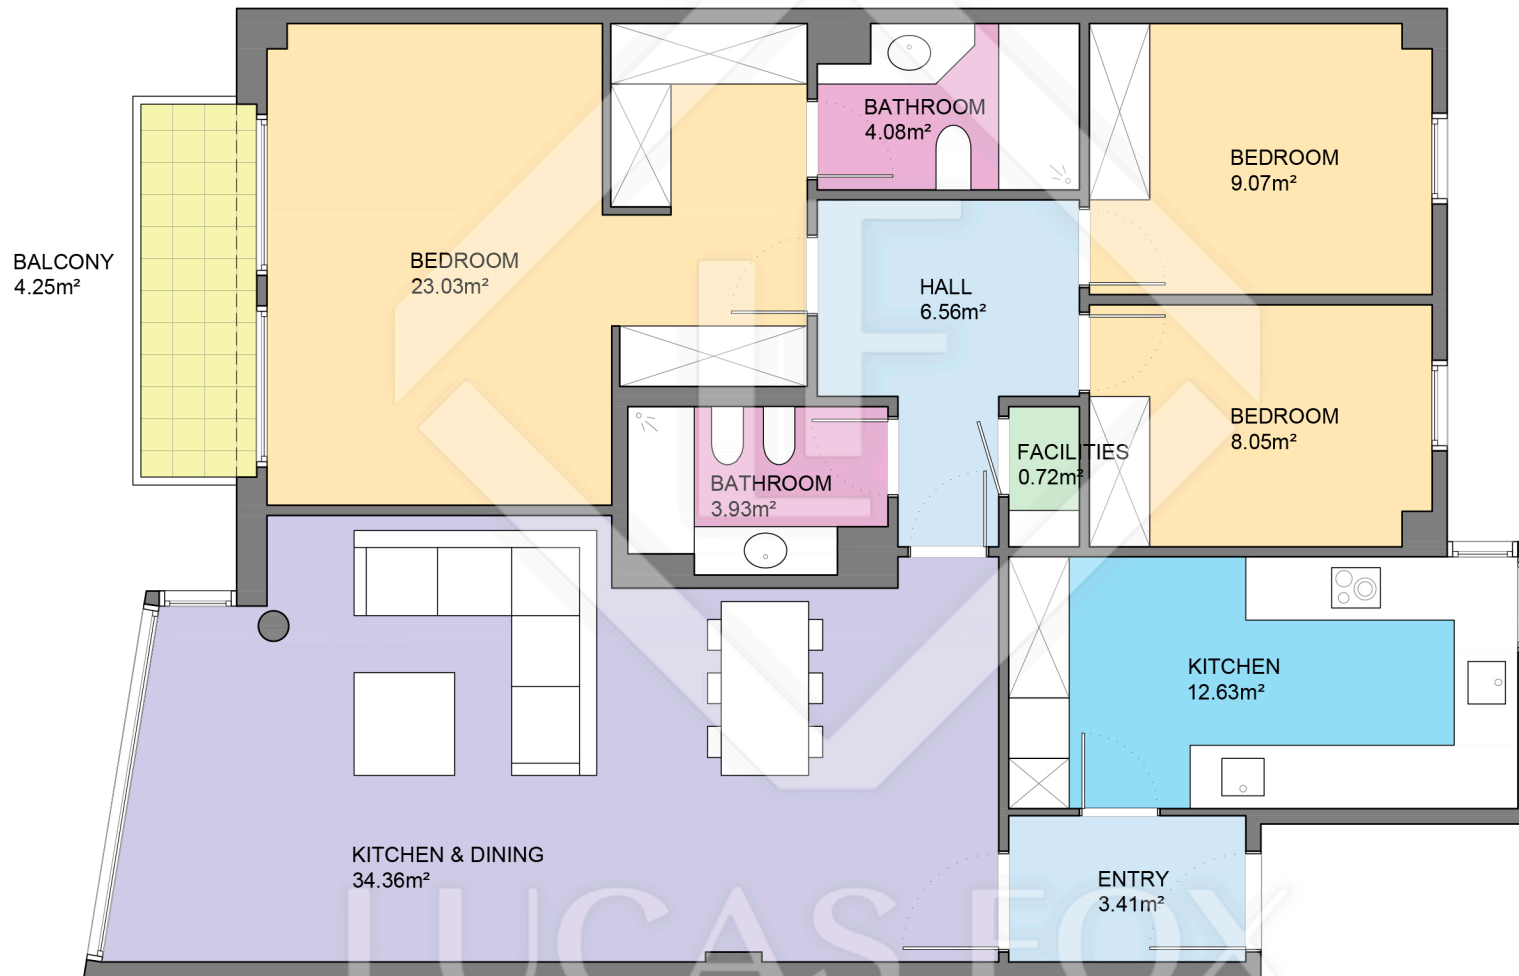 BATHROOM
4.08m²
BEDROOM
9.07m²
BALCONY
4.25m²
BEDROOM
23.03m²
HALL
6.56m²
BEDROOM
8.05m²
FACILITIES
0.72m²
BATHROOM
3.93m²
KITCHEN
12.63m²
KITCHEN & DINING
34.36m²
ENTRY
3.41m²
LUCAS FOX